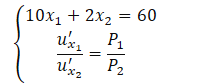 10x₁ + 2x₂ = 60
u′ₓ₁ / u′ₓ₂ = P₁ / P₂